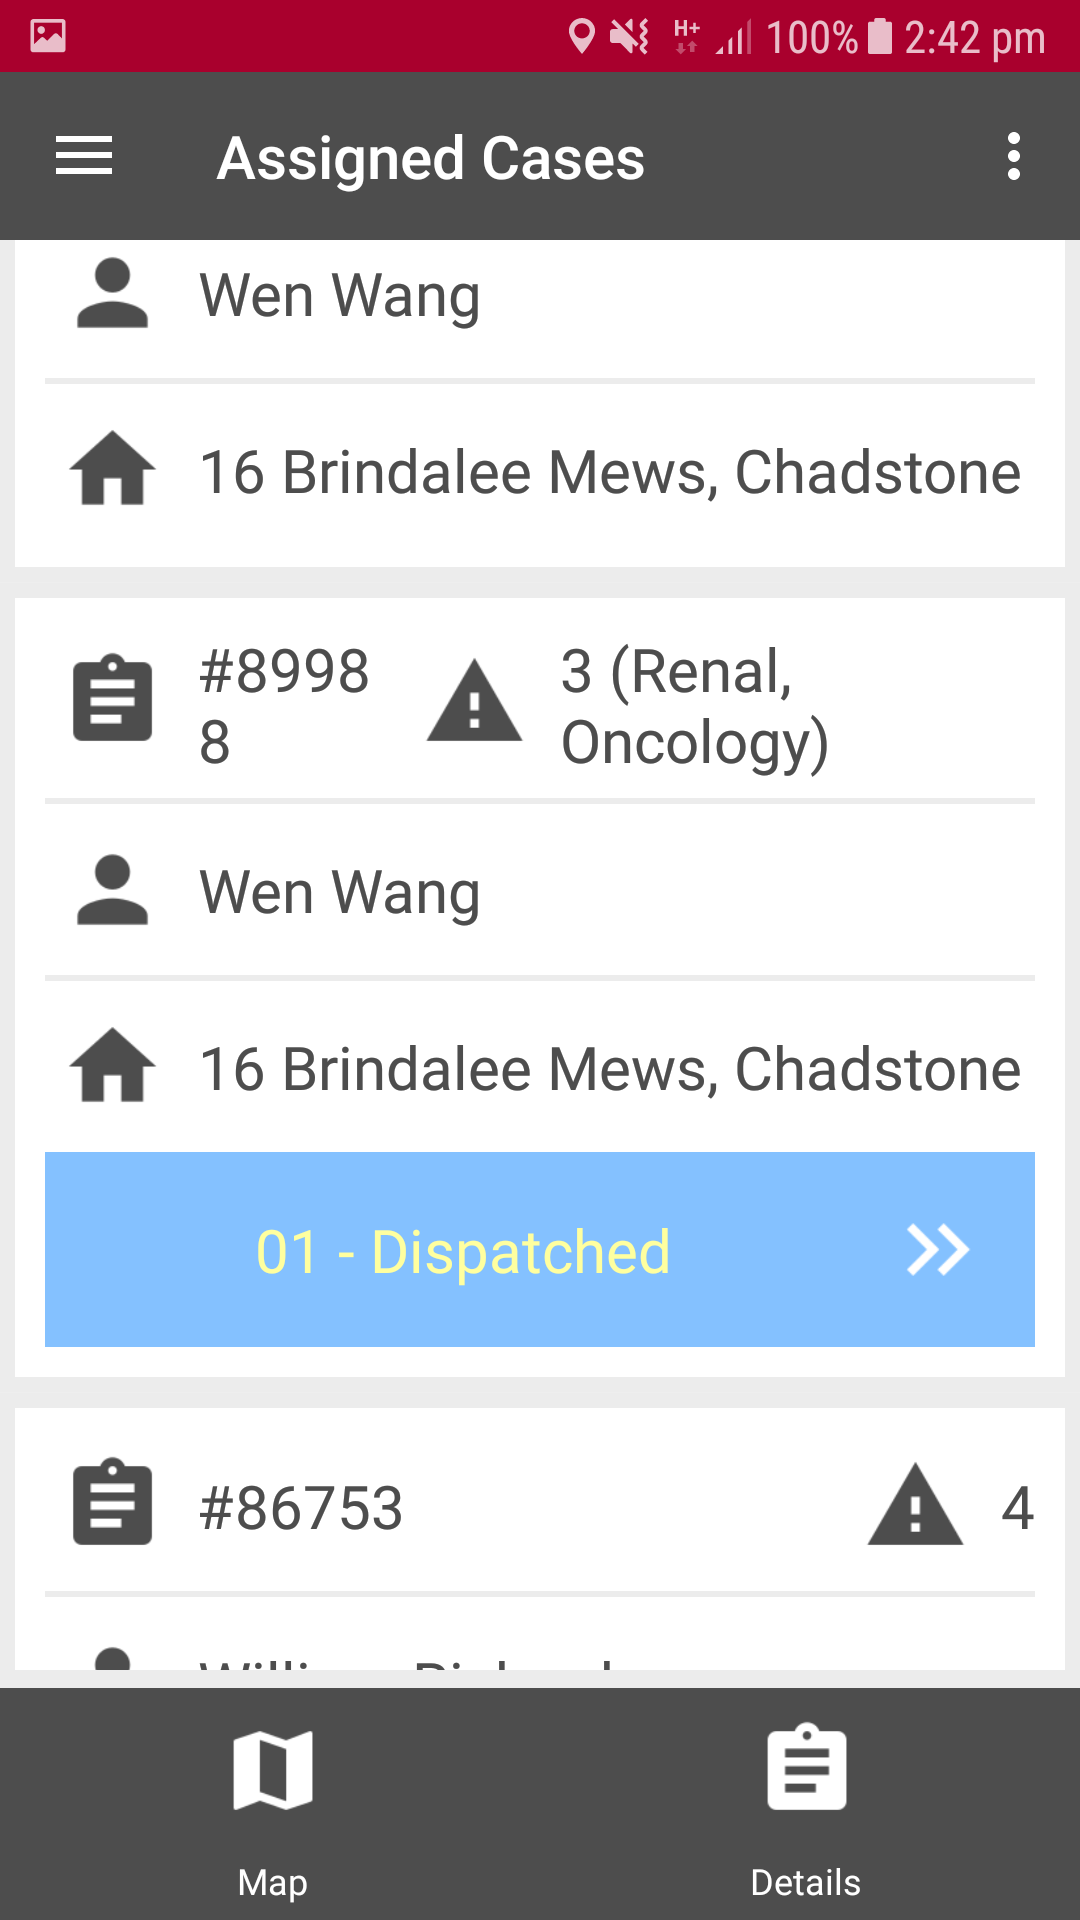 H+ 100% 2:42 pm
Assigned Cases
Wen Wang
16 Brindalee Mews, Chadstone
#8998
8
3 (Renal,
Oncology)
Wen Wang
16 Brindalee Mews, Chadstone
01 - Dispatched
#86753
4
Map
Details